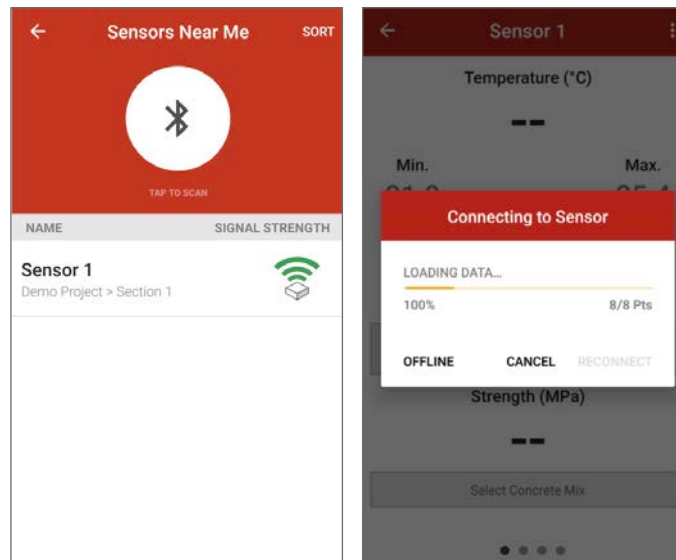 Sensors Near Me
SORT
TAP TO SCAN
NAME
SIGNAL STRENGTH
Sensor 1
Demo Project > Section 1
Sensor 1
Temperature (°C)
--
Min.
Max.
Connecting to Sensor
LOADING DATA...
100%
8/8 Pts
OFFLINE
CANCEL
RECONNECT
Strength (MPa)
--
Select Concrete Mix